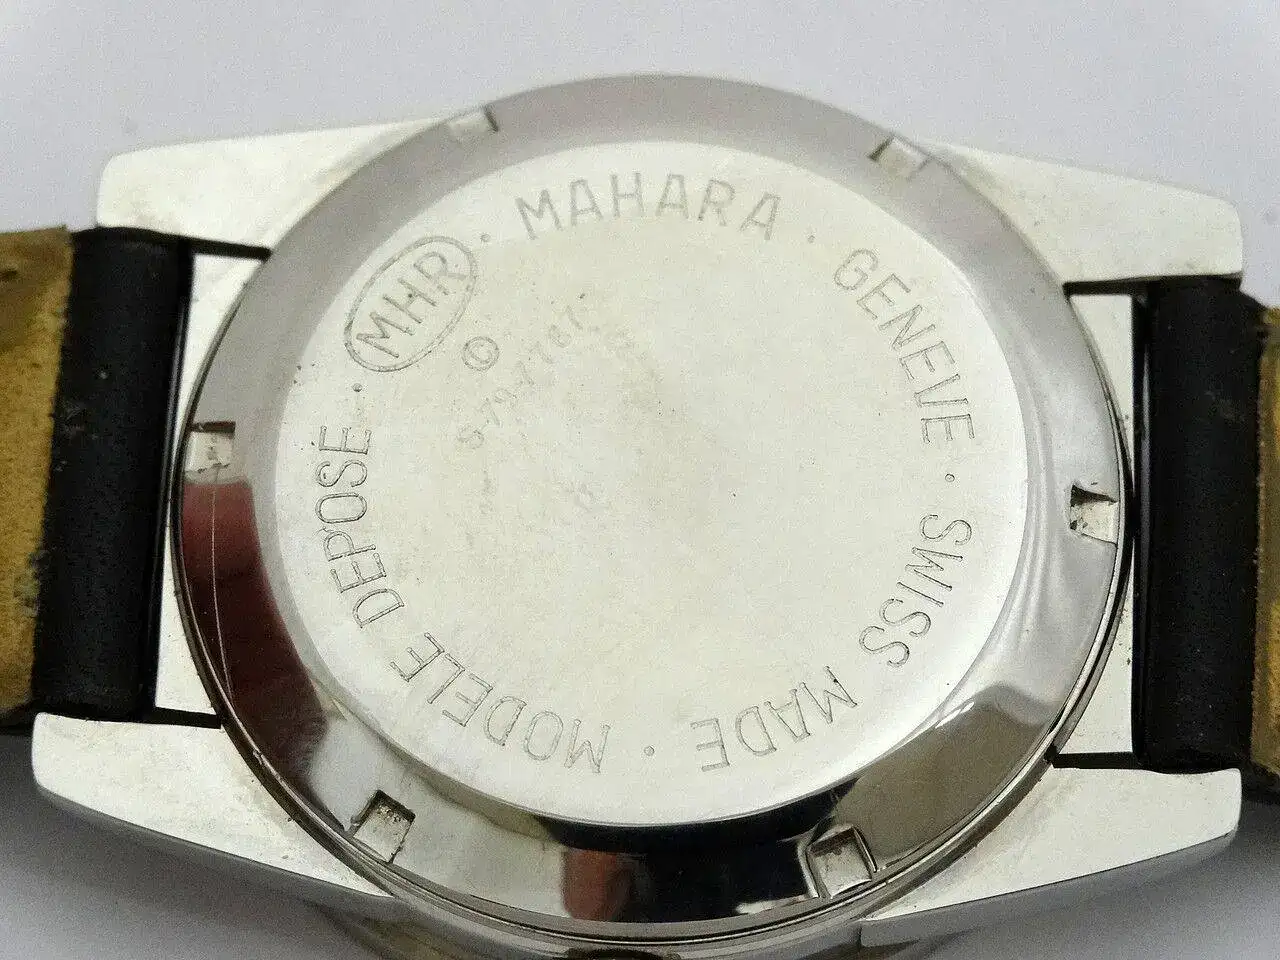 MHR · MAHARA · GENEVE · SWISS MADE · MODELE DEPOSE ·